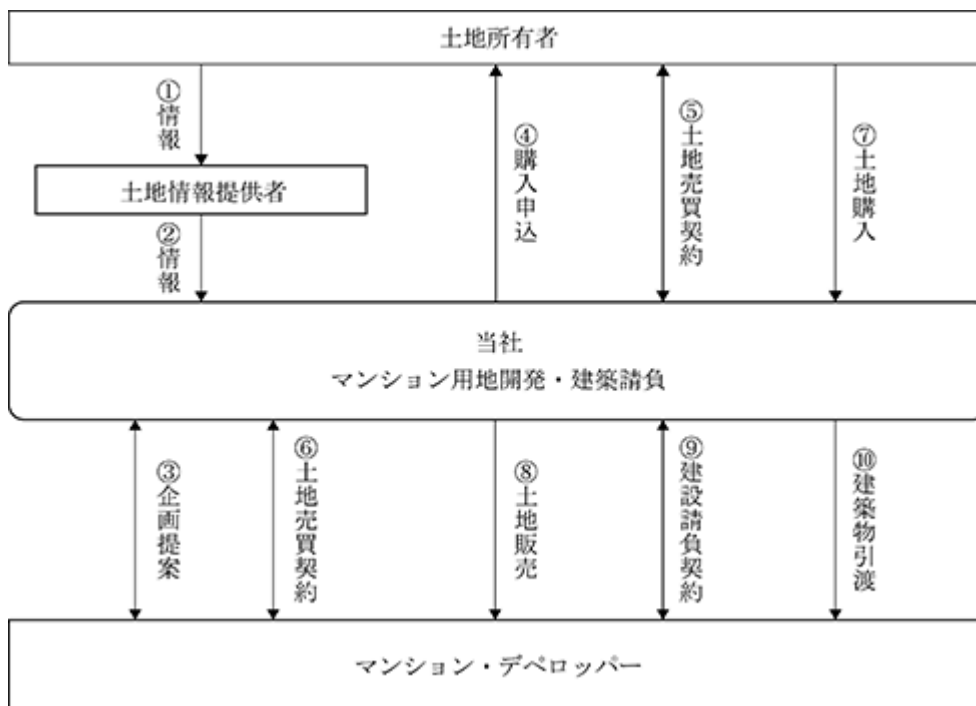 土地所有者
①情報
④購入申込
⑤土地売買契約
⑦土地購入
土地情報提供者
②情報
当社
マンション用地開発・建築請負
③企画提案
⑥土地売買契約
⑧土地販売
⑨建設請負契約
⑩建築物引渡
マンション・デベロッパー